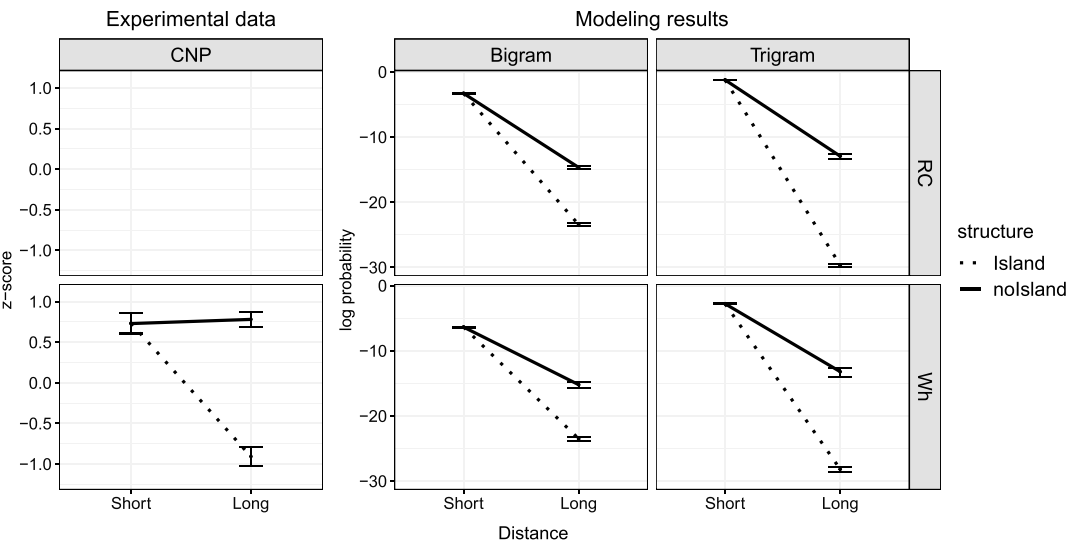 Experimental data
Modeling results
CNP
Bigram
Trigram
1.0
0.5
0.0
−0.5
−1.0
1.0
0.5
0.0
−0.5
−1.0
z−score
0
−10
−20
−30
0
−10
−20
−30
log probability
RC
Wh
Short
Long
Short
Long
Short
Long
Distance
structure
Island
noIsland